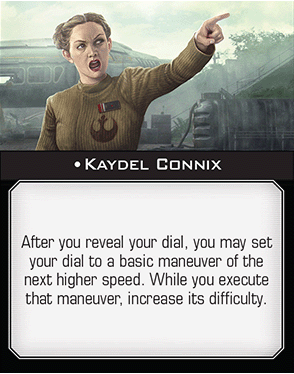 • Kaydel Connix
After you reveal your dial, you may set
your dial to a basic maneuver of the
next higher speed. While you execute
that maneuver, increase its difficulty.